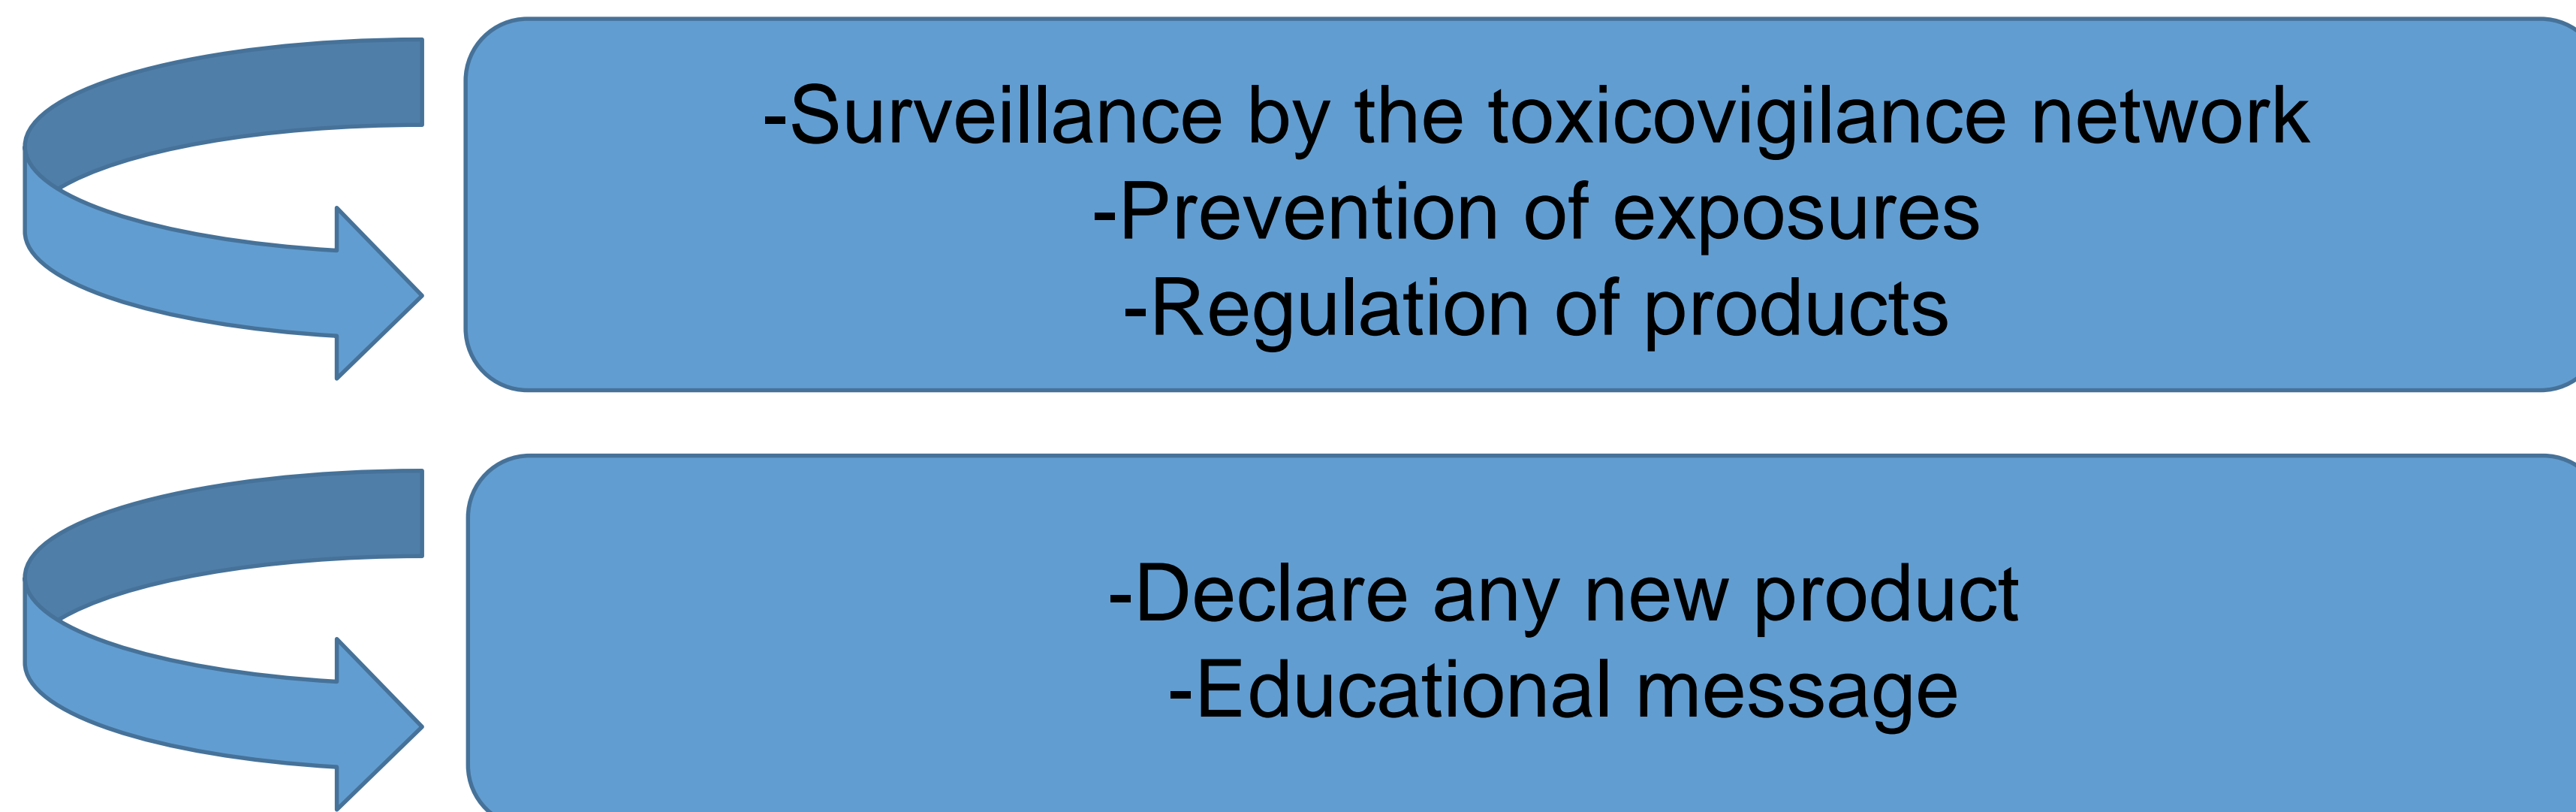 -Surveillance by the toxicovigilance network
-Prevention of exposures
-Regulation of products
-Declare any new product
-Educational message